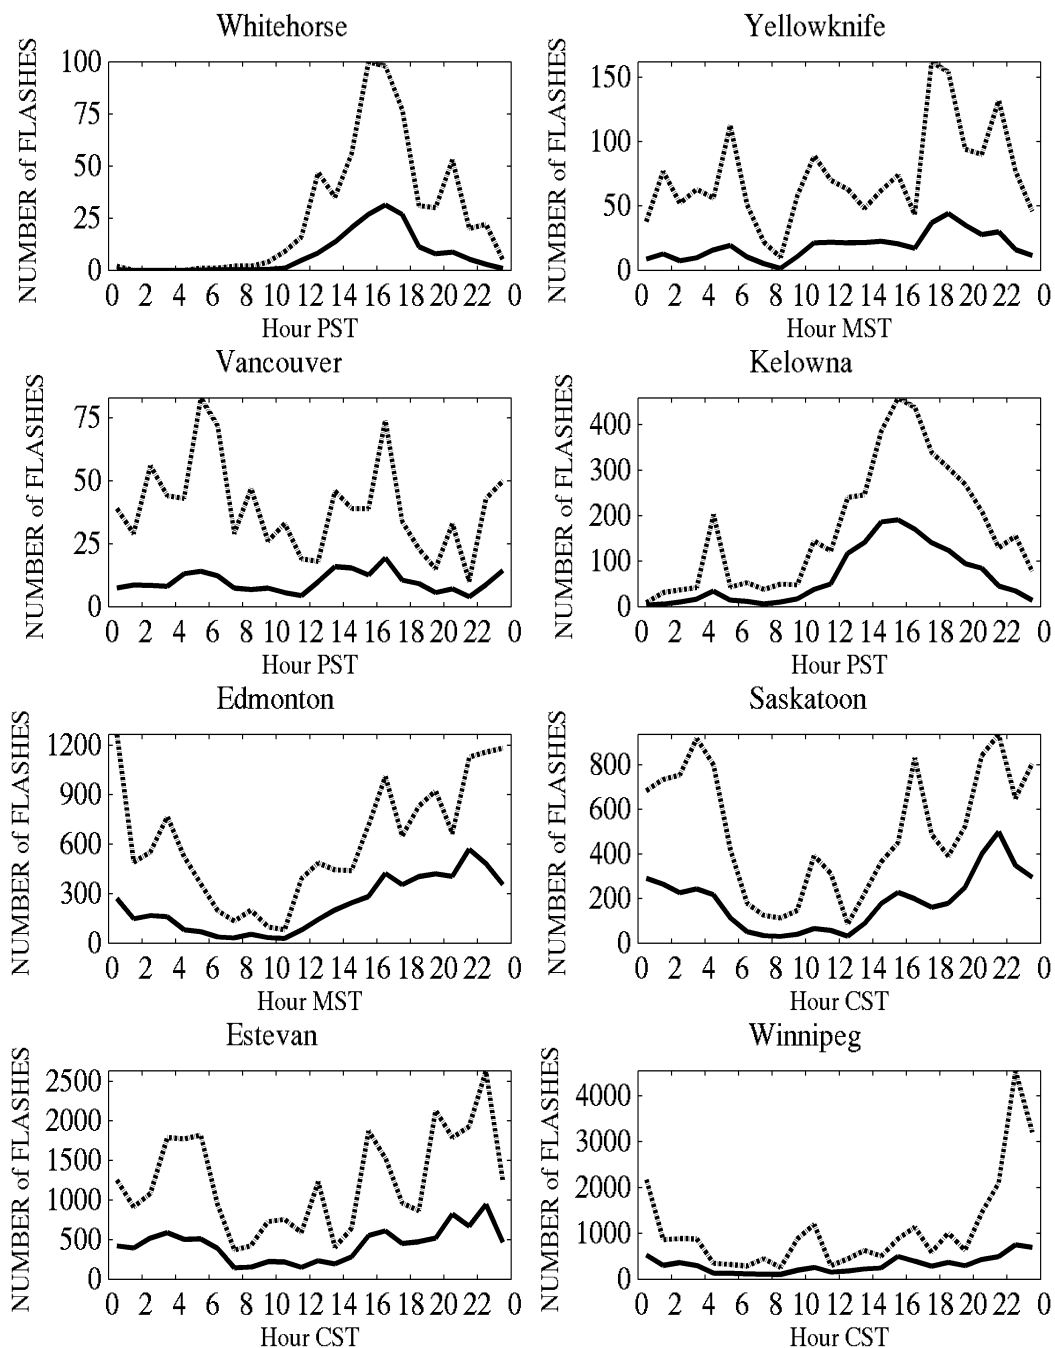 Whitehorse
NUMBER of FLASHES
100
75
50
25
0
0 2 4 6 8 10 12 14 16 18 20 22 0
Hour PST
Yellowknife
NUMBER of FLASHES
150
100
50
0
0 2 4 6 8 10 12 14 16 18 20 22 0
Hour MST
Vancouver
NUMBER of FLASHES
75
50
25
0
0 2 4 6 8 10 12 14 16 18 20 22 0
Hour PST
Kelowna
NUMBER of FLASHES
400
300
200
100
0
0 2 4 6 8 10 12 14 16 18 20 22 0
Hour PST
Edmonton
NUMBER of FLASHES
1200
900
600
300
0
0 2 4 6 8 10 12 14 16 18 20 22 0
Hour MST
Saskatoon
NUMBER of FLASHES
800
600
400
200
0
0 2 4 6 8 10 12 14 16 18 20 22 0
Hour CST
Estevan
NUMBER of FLASHES
2500
2000
1500
1000
500
0
0 2 4 6 8 10 12 14 16 18 20 22 0
Hour CST
Winnipeg
NUMBER of FLASHES
4000
3000
2000
1000
0
0 2 4 6 8 10 12 14 16 18 20 22 0
Hour CST